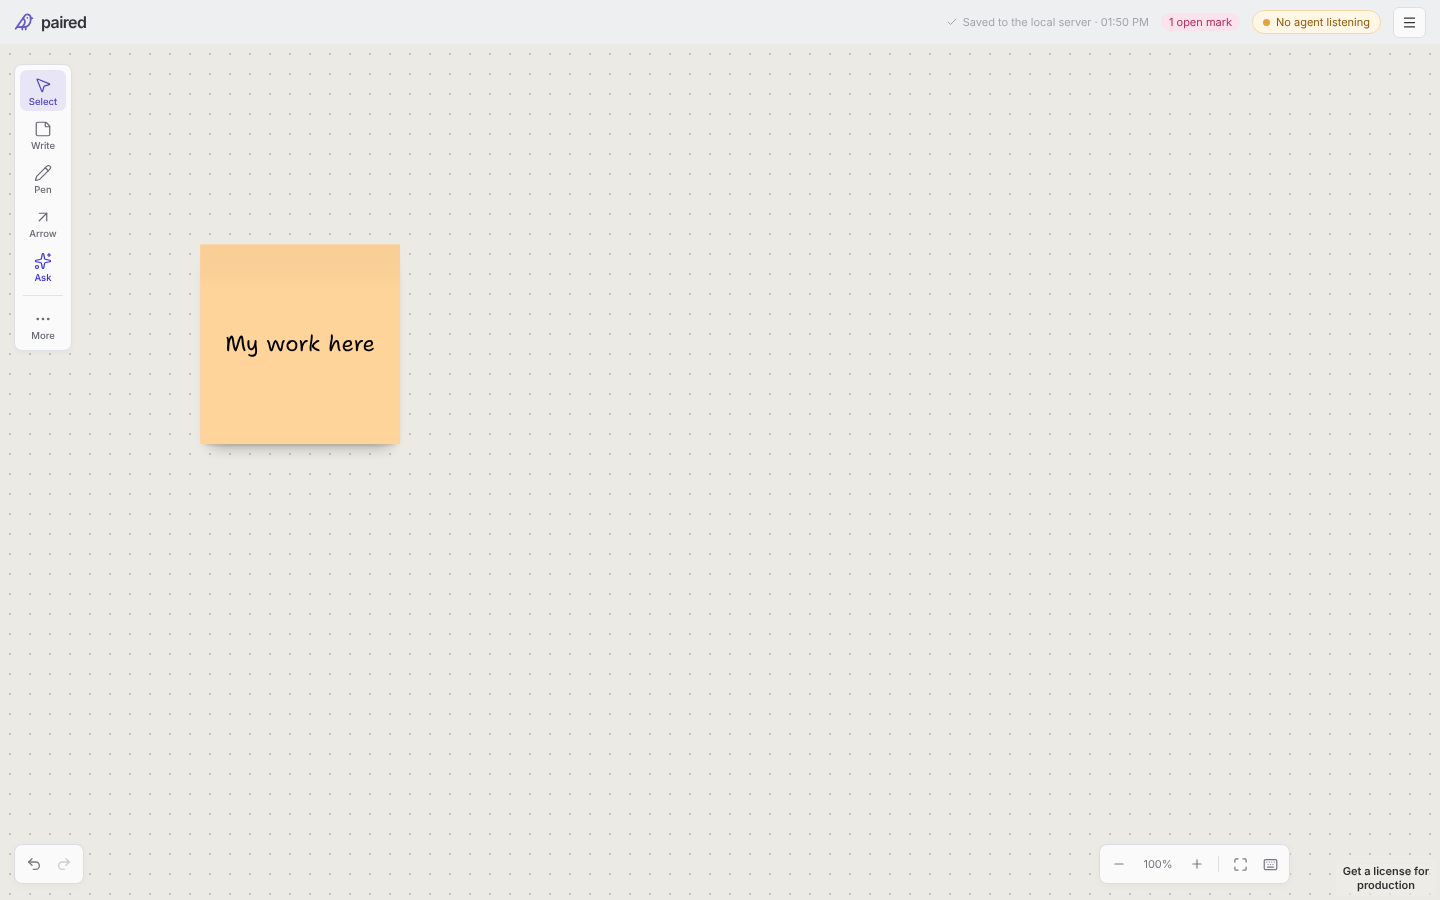 paired
Saved to the local server · 01:50 PM
1 open mark
No agent listening
Select
Write
Pen
Arrow
Ask
More
My work here
100%
Get a license for
production